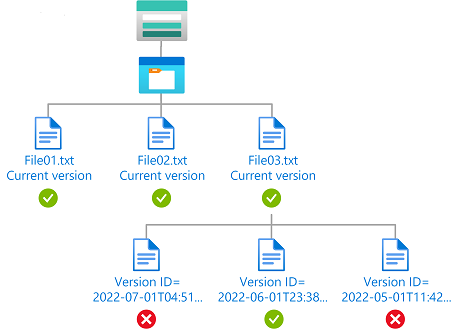 File01.txt
Current version
File02.txt
Current version
File03.txt
Current version
Version ID=
2022-07-01T04:51...
Version ID=
2022-06-01T23:38...
Version ID=
2022-05-01T11:42...